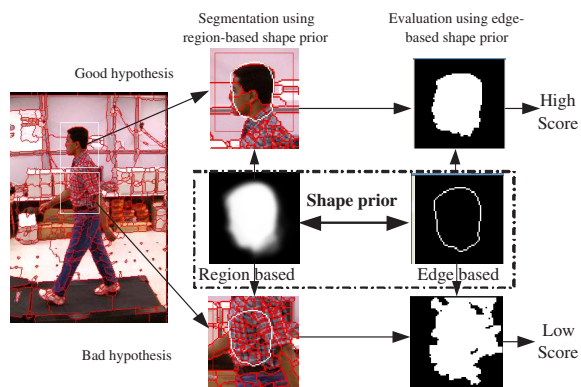 Segmentation using
region-based shape prior
Evaluation using edge-
based shape prior
Good hypothesis
High
Score
Shape prior
Region based
Edge based
Bad hypothesis
Low
Score